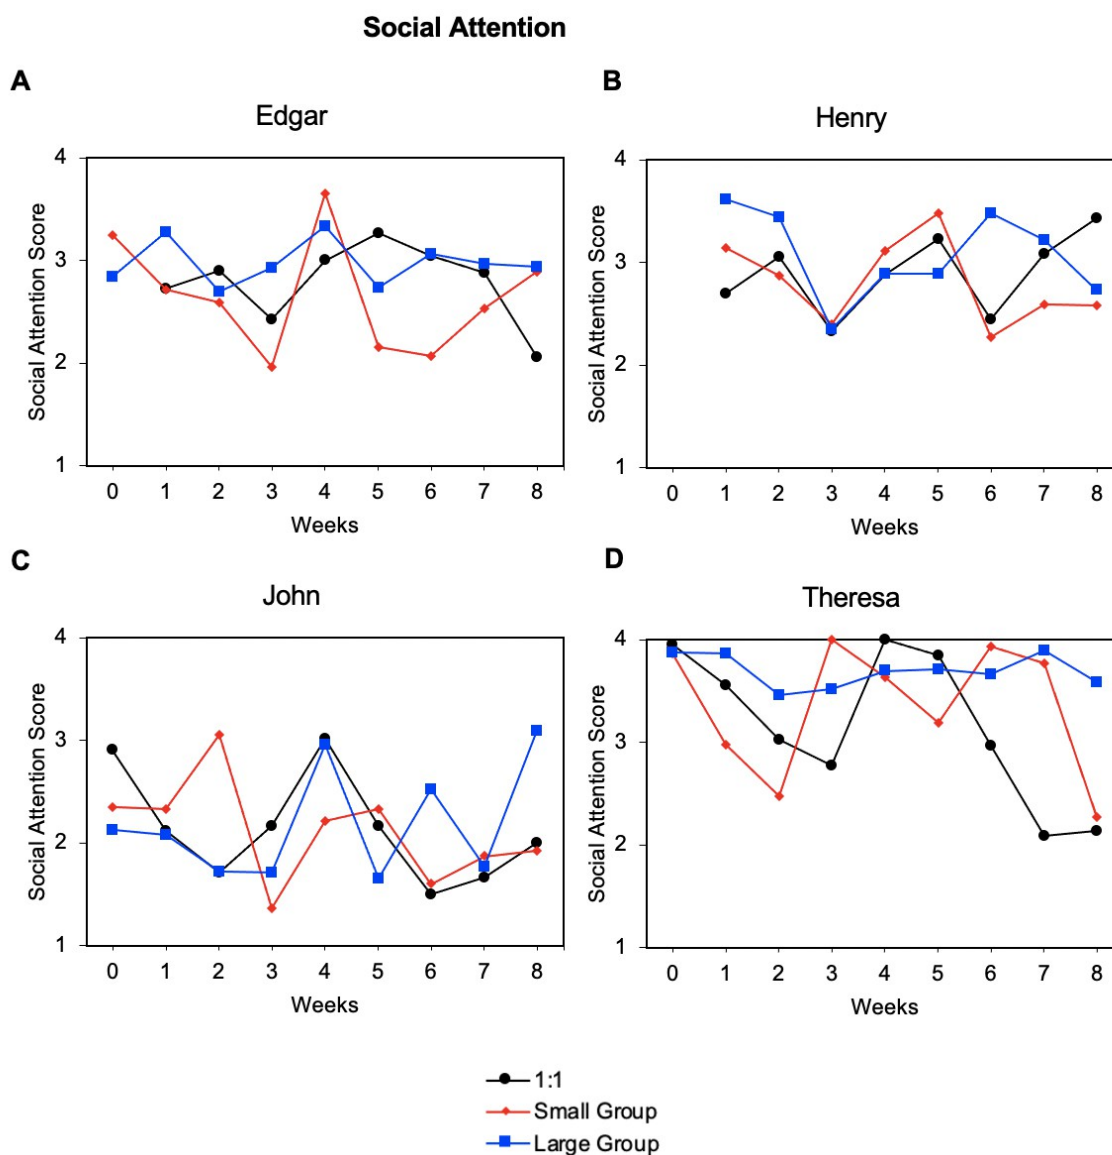 Social Attention
A
Edgar
4
3
2
1
Social Attention Score
0 1 2 3 4 5 6 7 8
Weeks
B
Henry
4
3
2
1
Social Attention Score
0 1 2 3 4 5 6 7 8
Weeks
C
John
4
3
2
1
Social Attention Score
0 1 2 3 4 5 6 7 8
Weeks
D
Theresa
4
3
2
1
Social Attention Score
0 1 2 3 4 5 6 7 8
Weeks
1:1
Small Group
Large Group